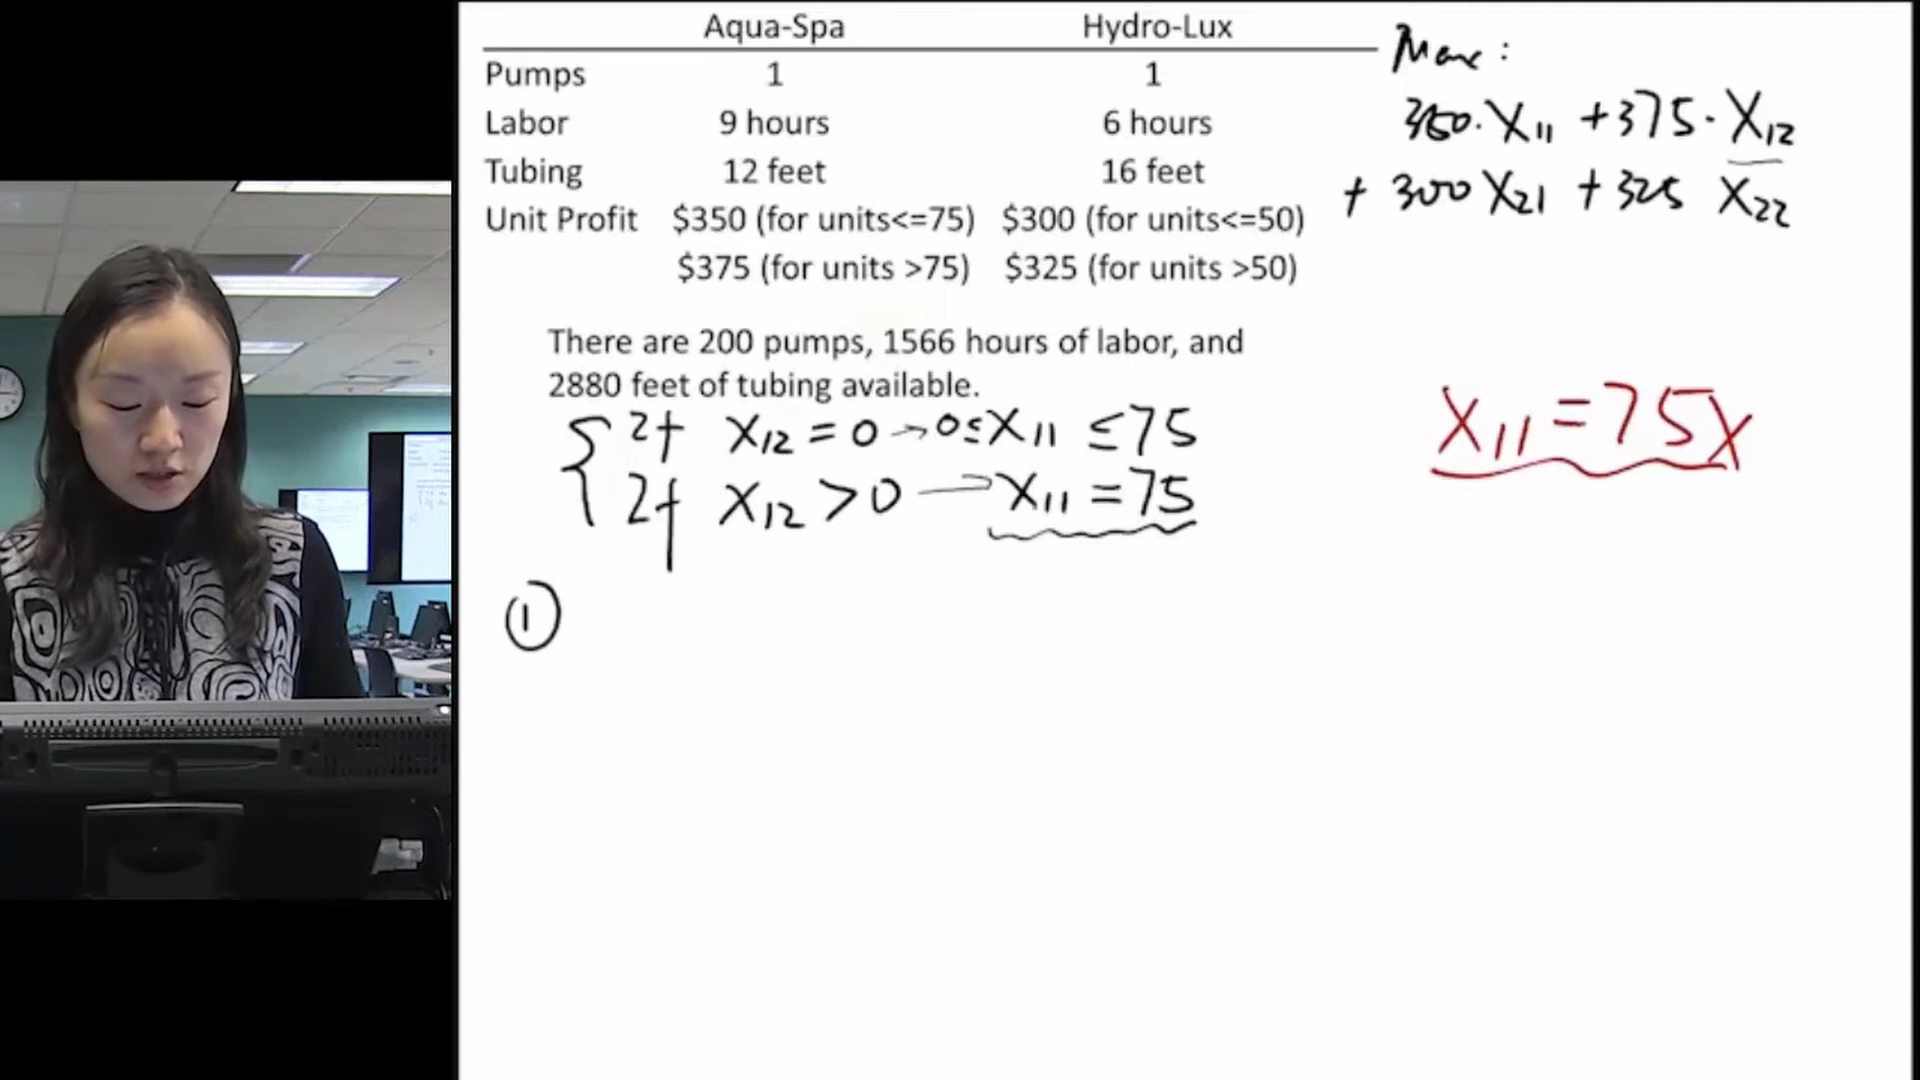 Aqua-Spa Hydro-Lux
Pumps 1 1
Labor 9 hours 6 hours
Tubing 12 feet 16 feet
Unit Profit $350 (for units<=75) $300 (for units<=50)
$375 (for units >75) $325 (for units >50)
There are 200 pumps, 1566 hours of labor, and
2880 feet of tubing available.
Max:
350·X11 +375·X12
+ 300 X21 +325 X22
If X12 = 0 → 0≤X11 ≤75
If X12 >0 → X11 =75
X11 =75X
①